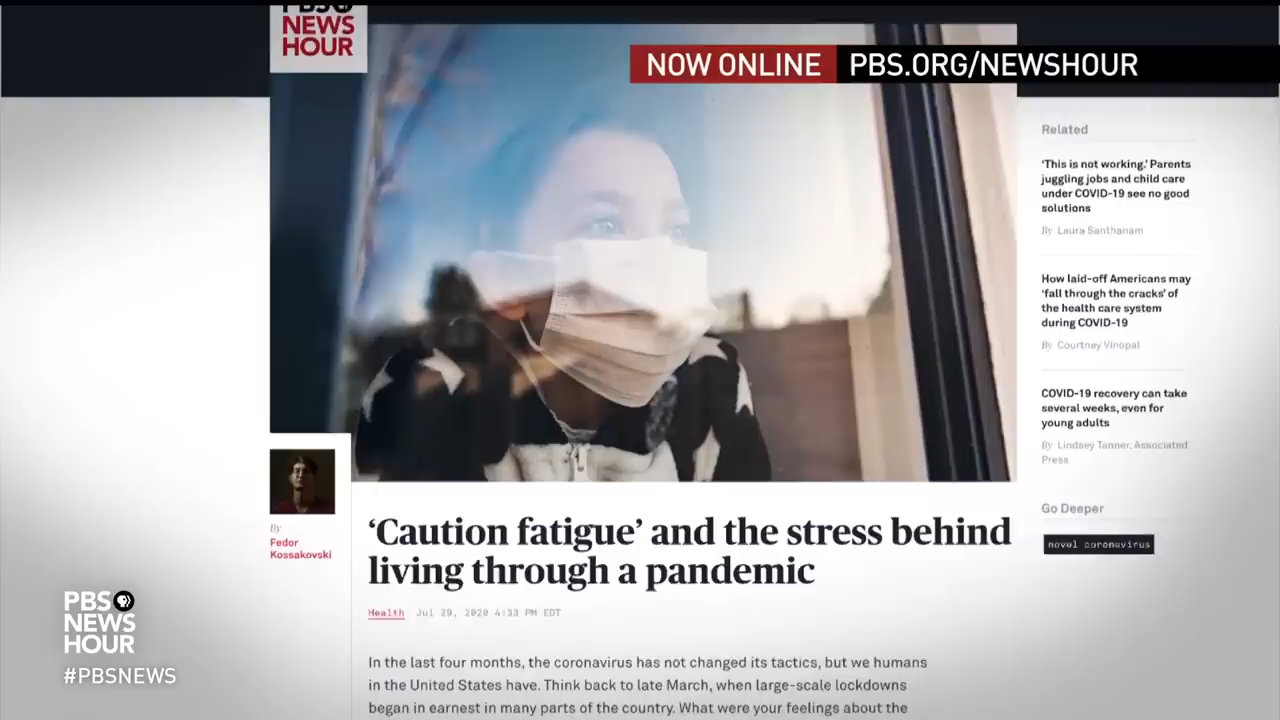 PBS
NEWS
HOUR
NOW ONLINE
PBS.ORG/NEWSHOUR
Related
‘This is not working.’ Parents
juggling jobs and child care
under COVID-19 see no good
solutions
By Laura Santhanam
How laid-off Americans may
‘fall through the cracks’ of
the health care system
during COVID-19
By Courtney Vinopal
COVID-19 recovery can take
several weeks, even for
young adults
By Lindsey Tanner, Associated
Press
Go Deeper
novel coronavirus
By
Fedor
Kossakovski
‘Caution fatigue’ and the stress behind
living through a pandemic
Health Jul 29, 2020 4:33 PM EDT
In the last four months, the coronavirus has not changed its tactics, but we humans
in the United States have. Think back to late March, when large-scale lockdowns
began in earnest in many parts of the country. What were your feelings about the
PBS
NEWS
HOUR
#PBSNEWS